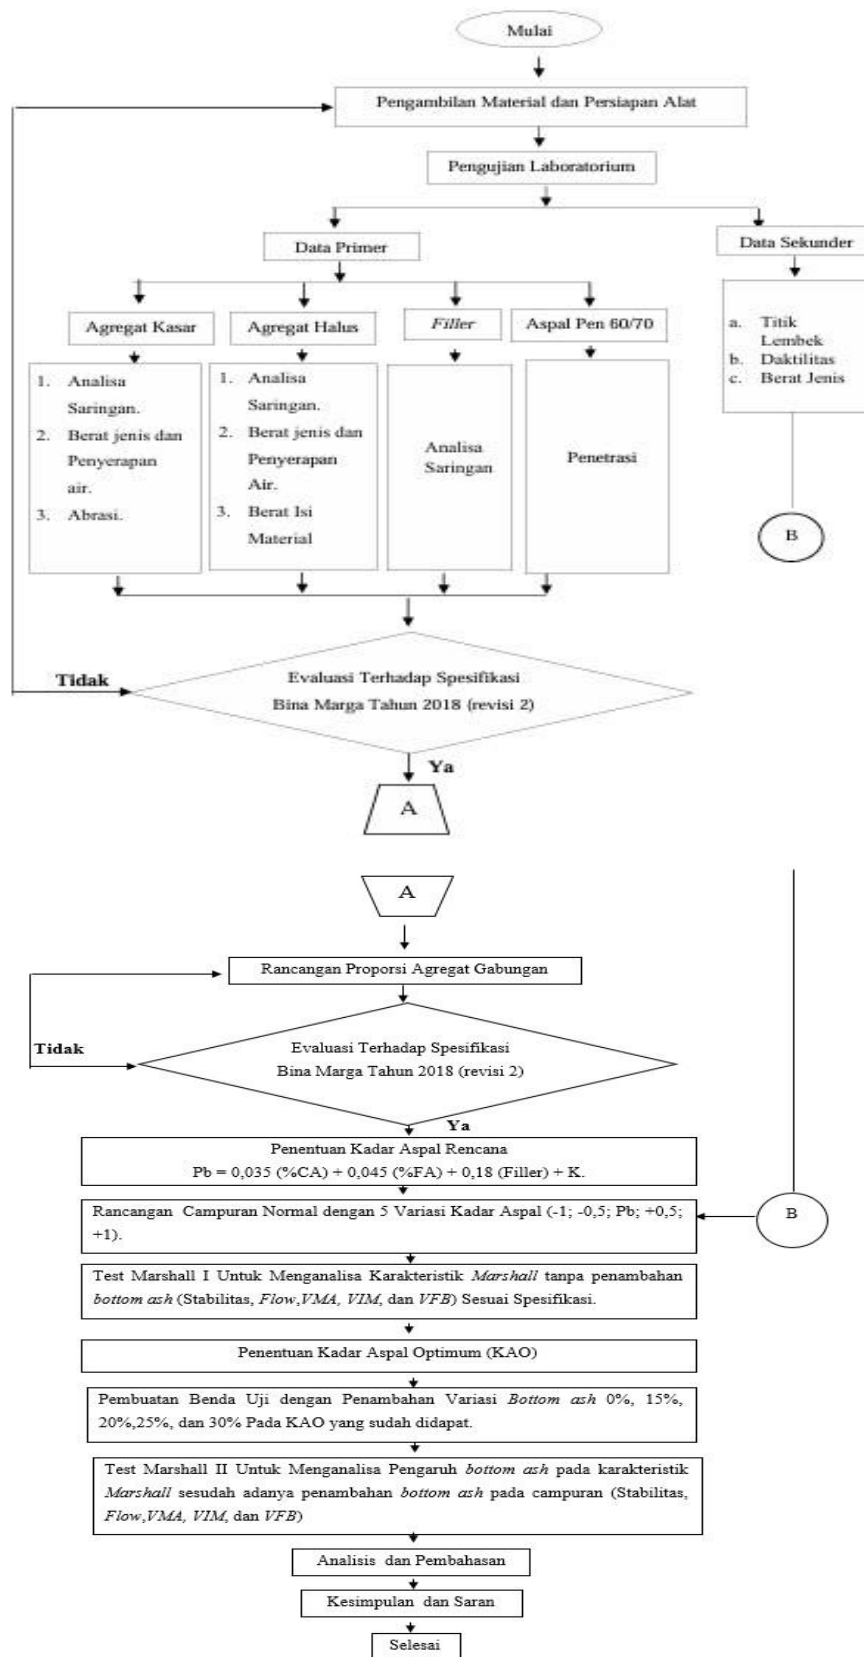 Mulai
Pengambilan Material dan Persiapan Alat
Pengujian Laboratorium
Data Primer
Data Sekunder
Agregat Kasar
Agregat Halus
Filler
Aspal Pen 60/70
1. Analisa
Saringan.
2. Berat jenis dan
Penyerapan
air.
3. Abrasi.
1. Analisa
Saringan.
2. Berat jenis dan
Penyerapan
Air.
3. Berat Isi
Material
Analisa
Saringan
Penetrasi
a. Titik
Lembek
b. Daktilitas
c. Berat Jenis
B
Tidak
Evaluasi Terhadap Spesifikasi
Bina Marga Tahun 2018 (revisi 2)
Ya
A
A
Rancangan Proporsi Agregat Gabungan
Tidak
Evaluasi Terhadap Spesifikasi
Bina Marga Tahun 2018 (revisi 2)
Ya
Penentuan Kadar Aspal Rencana
Pb = 0,035 (%CA) + 0,045 (%FA) + 0,18 (Filler) + K.
Rancangan Campuran Normal dengan 5 Variasi Kadar Aspal (-1; -0,5; Pb; +0,5;
+1).
B
Test Marshall I Untuk Menganalisa Karakteristik Marshall tanpa penambahan
bottom ash (Stabilitas, Flow,VMA, VIM, dan VFB) Sesuai Spesifikasi.
Penentuan Kadar Aspal Optimum (KAO)
Pembuatan Benda Uji dengan Penambahan Variasi Bottom ash 0%, 15%,
20%,25%, dan 30% Pada KAO yang sudah didapat.
Test Marshall II Untuk Menganalisa Pengaruh bottom ash pada karakteristik
Marshall sesudah adanya penambahan bottom ash pada campuran (Stabilitas,
Flow,VMA, VIM, dan VFB)
Analisis dan Pembahasan
Kesimpulan dan Saran
Selesai